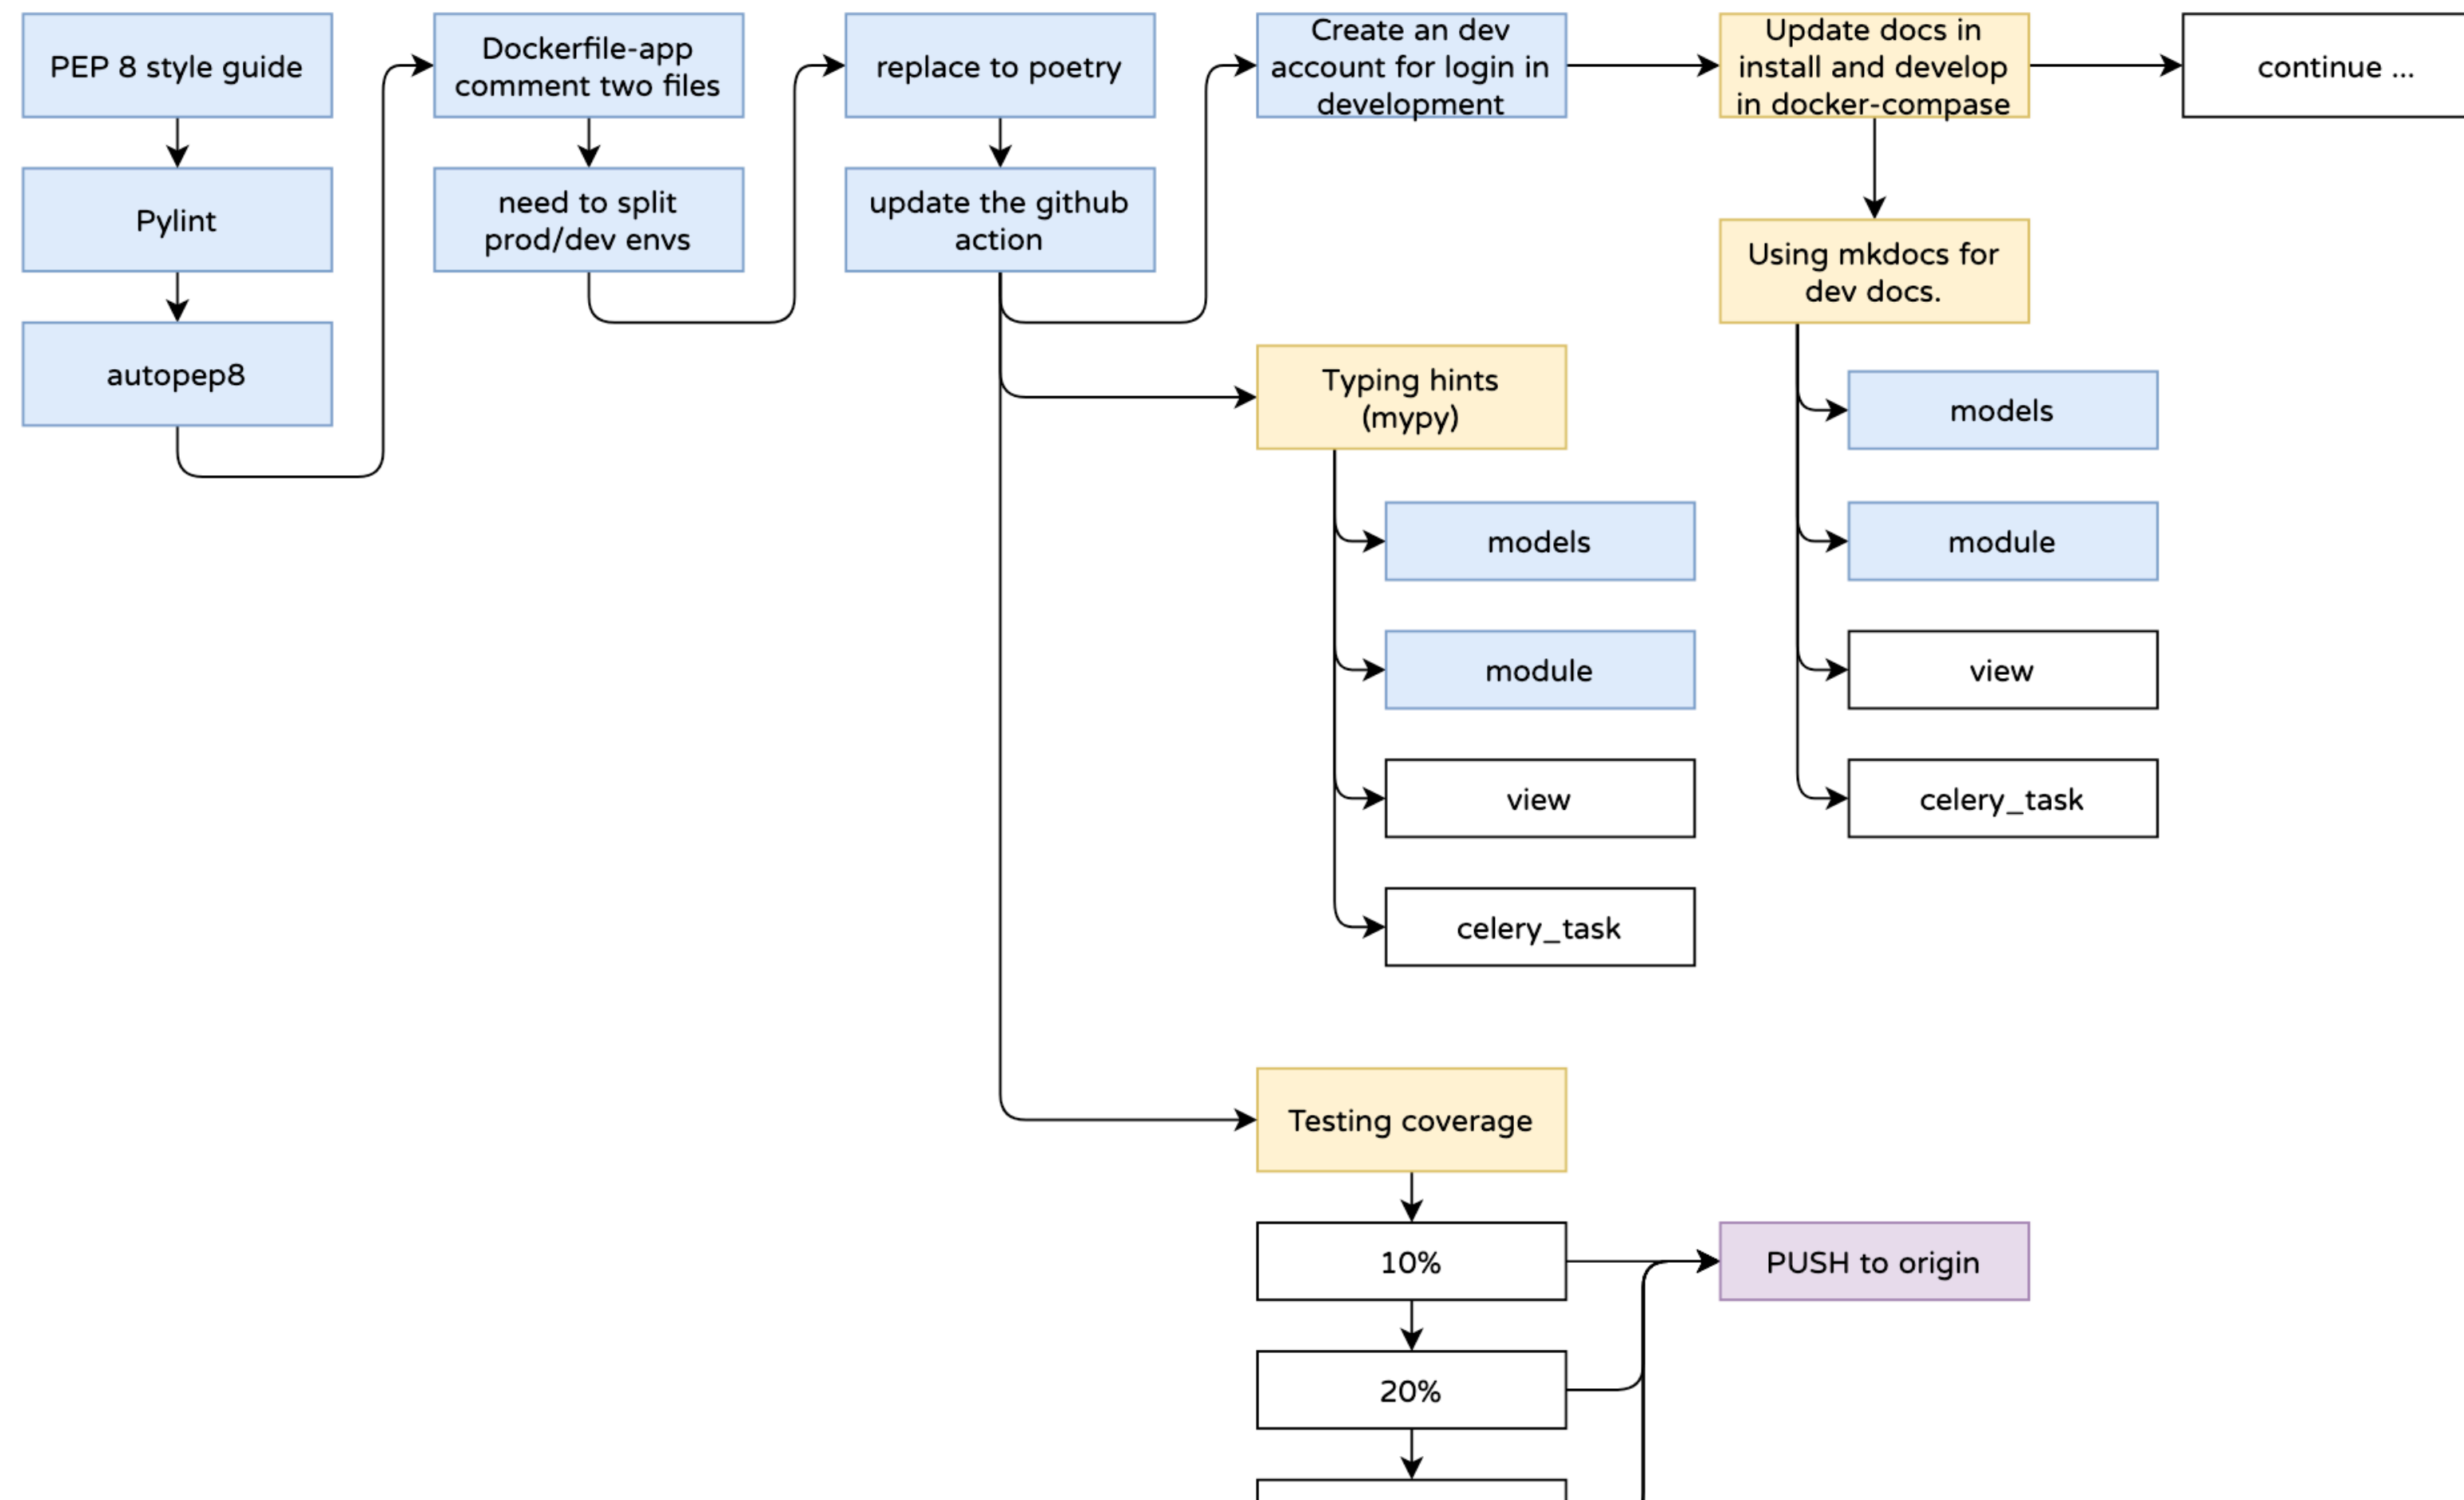 PEP 8 style guide
Pylint
autopep8
Dockerfile-app
comment two files
need to split
prod/dev envs
replace to poetry
update the github
action
Create an dev
account for login in
development
Update docs in
install and develop
in docker-compase
continue ...
Using mkdocs for
dev docs.
models
module
view
celery_task
Typing hints
(mypy)
models
module
view
celery_task
Testing coverage
10%
20%
PUSH to origin